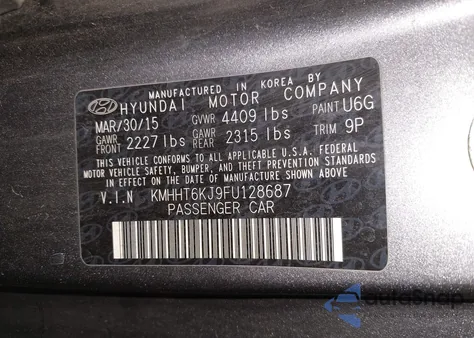 MANUFACTURED IN KOREA BY
HYUNDAI MOTOR COMPANY
MAR/30/15 GVWR 4409 lbs PAINT U6G
GAWR FRONT 2227 lbs GAWR REAR 2315 lbs TRIM 9P
THIS VEHICLE CONFORMS TO ALL APPLICABLE U.S.A. FEDERAL
MOTOR VEHICLE SAFETY, BUMPER, AND THEFT PREVENTION STANDARDS
IN EFFECT ON THE DATE OF MANUFACTURE SHOWN ABOVE.
V.I.N KMHHT6KJ9FU128687
PASSENGER CAR
AutoSnap